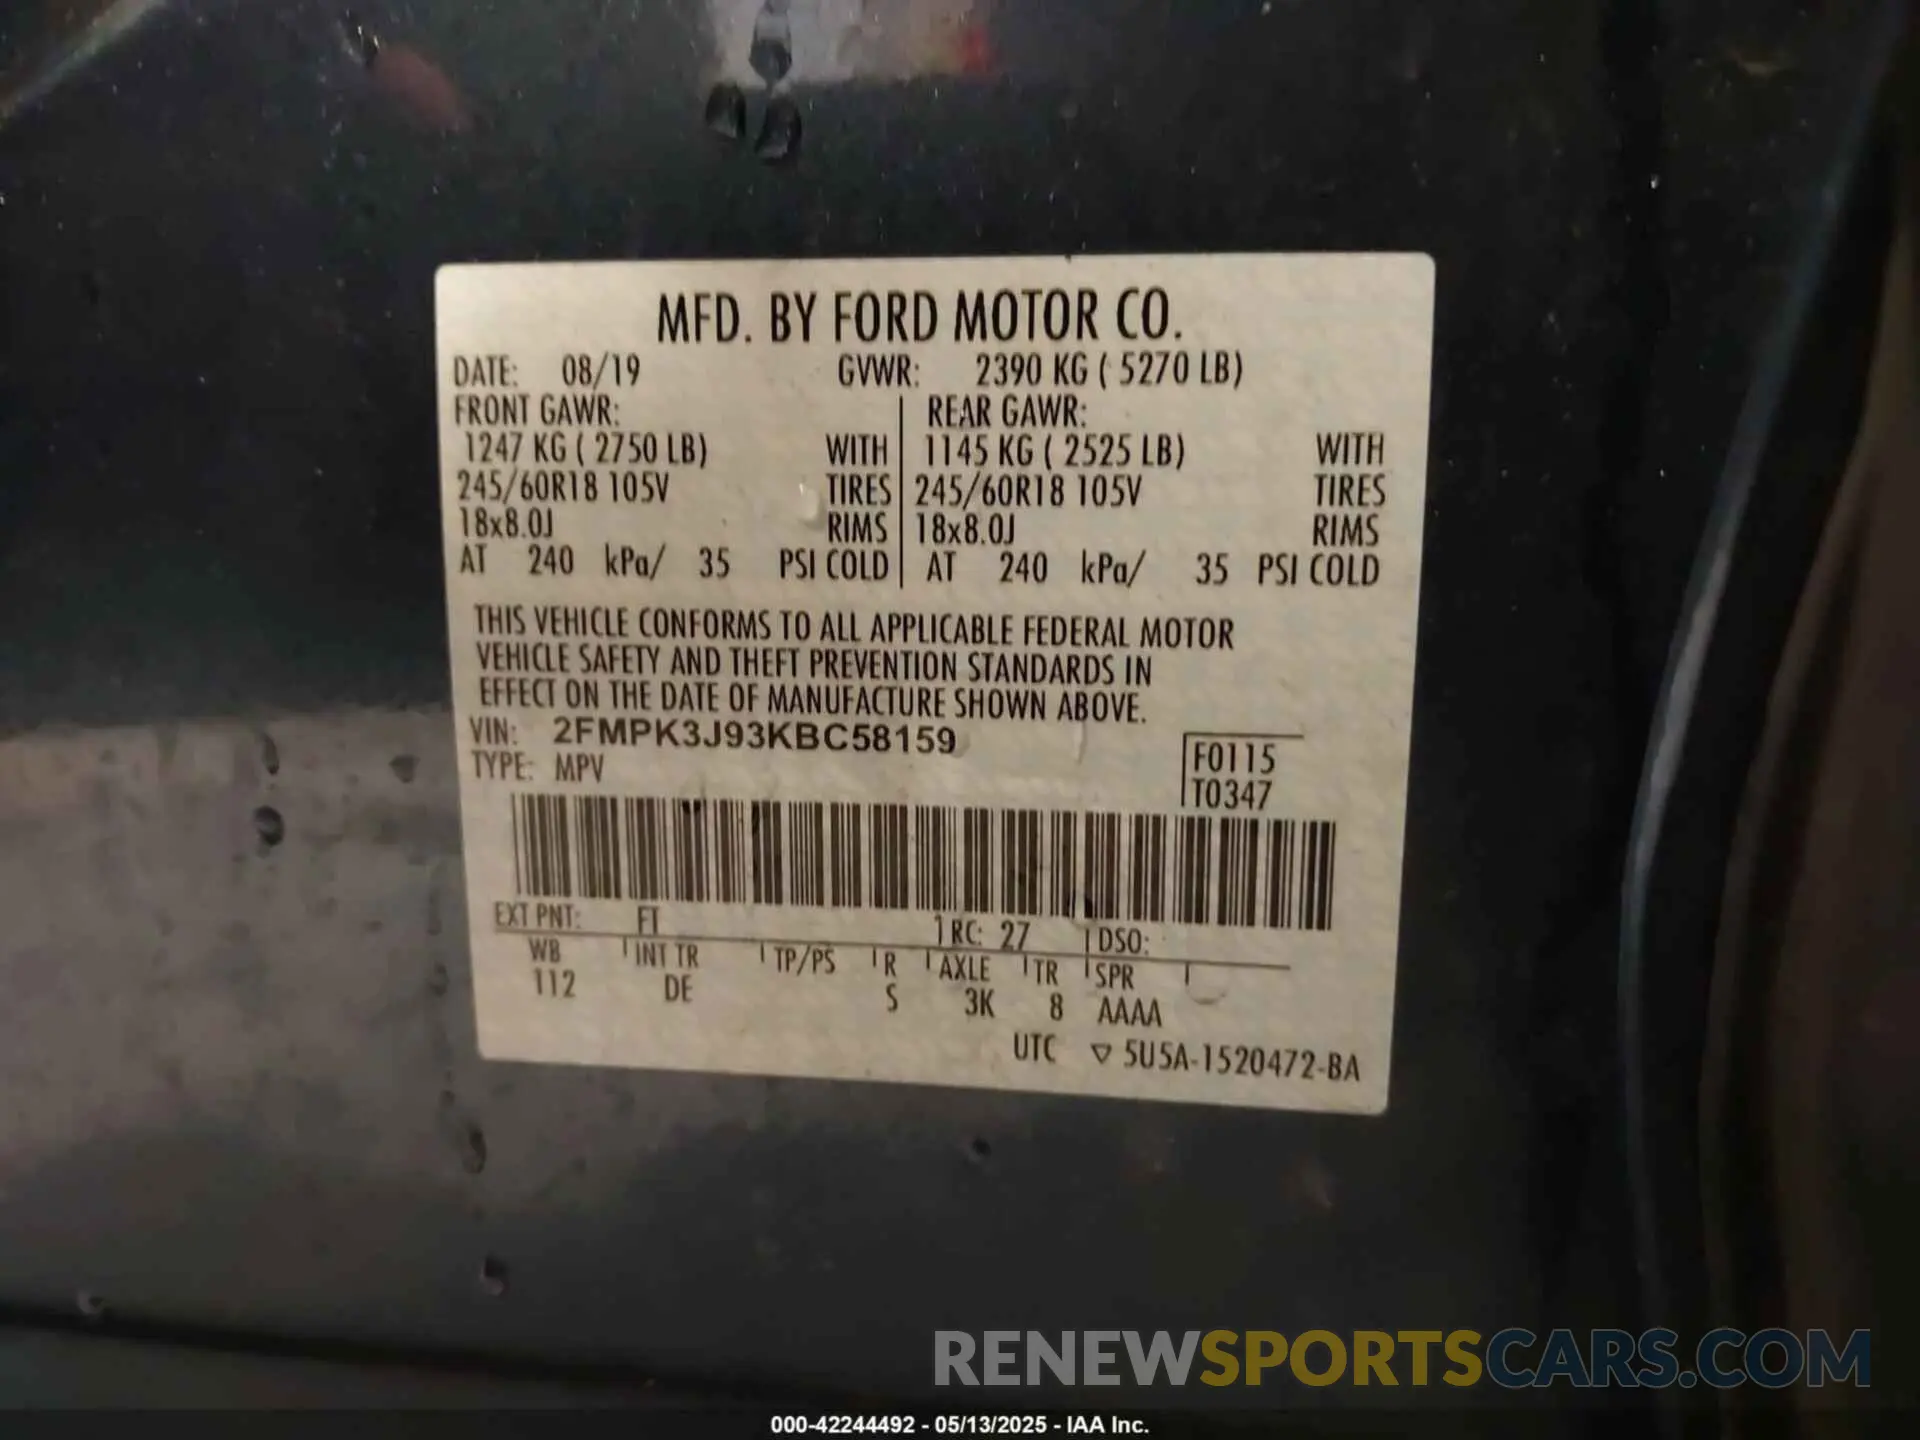 MFD. BY FORD MOTOR CO.
DATE: 08/19 GVWR: 2390 KG ( 5270 LB)
FRONT GAWR: REAR GAWR:
1247 KG ( 2750 LB) WITH 1145 KG ( 2525 LB) WITH
245/60R18 105V TIRES 245/60R18 105V TIRES
18x8.0J RIMS 18x8.0J RIMS
AT 240 kPa/ 35 PSI COLD AT 240 kPa/ 35 PSI COLD
THIS VEHICLE CONFORMS TO ALL APPLICABLE FEDERAL MOTOR
VEHICLE SAFETY AND THEFT PREVENTION STANDARDS IN
EFFECT ON THE DATE OF MANUFACTURE SHOWN ABOVE.
VIN: 2FMPK3J93KBC58159
TYPE: MPV
F0115
T0347
EXT PNT: FT RC: 27 DSO:
WB INT TR TP/PS R AXLE TR SPR
112 DE S 3K 8 AAAA
UTC ▽ 5U5A-1520472-BA
RENEWSPORTSCARS.COM
000-42244492 - 05/13/2025 - IAA Inc.